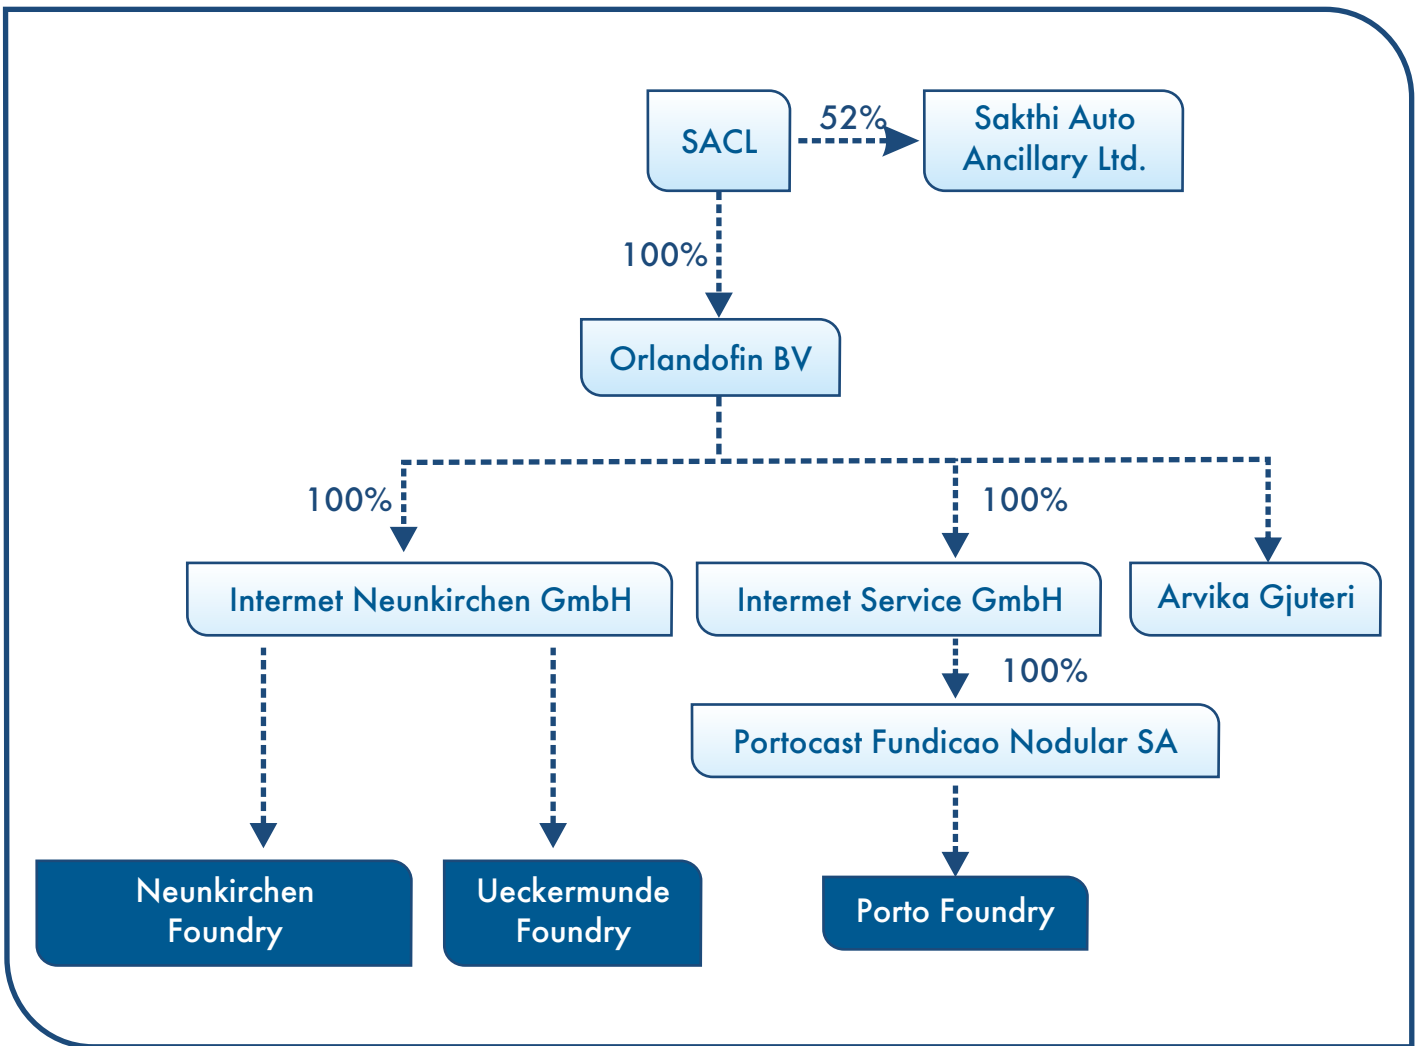 SACL
52%
Sakthi Auto
Ancillary Ltd.
100%
Orlandofin BV
100%
100%
Intermet Neunkirchen GmbH
Intermet Service GmbH
Arvika Gjuteri
100%
Portocast Fundicao Nodular SA
Neunkirchen
Foundry
Ueckermunde
Foundry
Porto Foundry